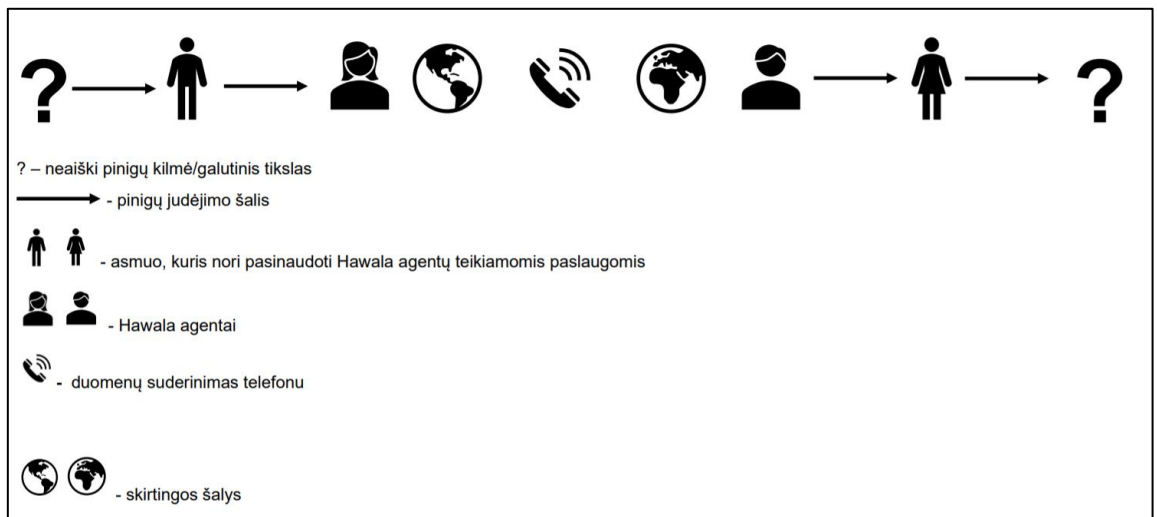 ? ?
? – neaiški pinigų kilmė/galutinis tikslas
- pinigų judėjimo šalis
- asmuo, kuris nori pasinaudoti Hawala agentų teikiamomis paslaugomis
- Hawala agentai
- duomenų suderinimas telefonu
- skirtingos šalys